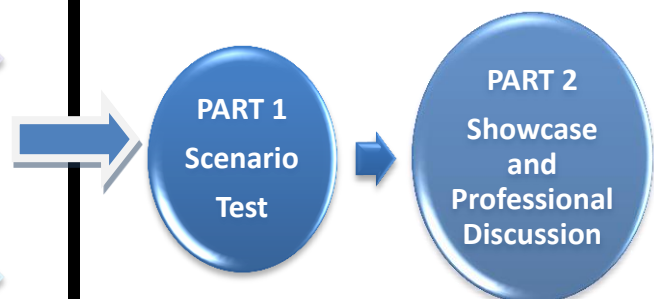 PART 1
Scenario
Test
PART 2
Showcase
and
Professional
Discussion